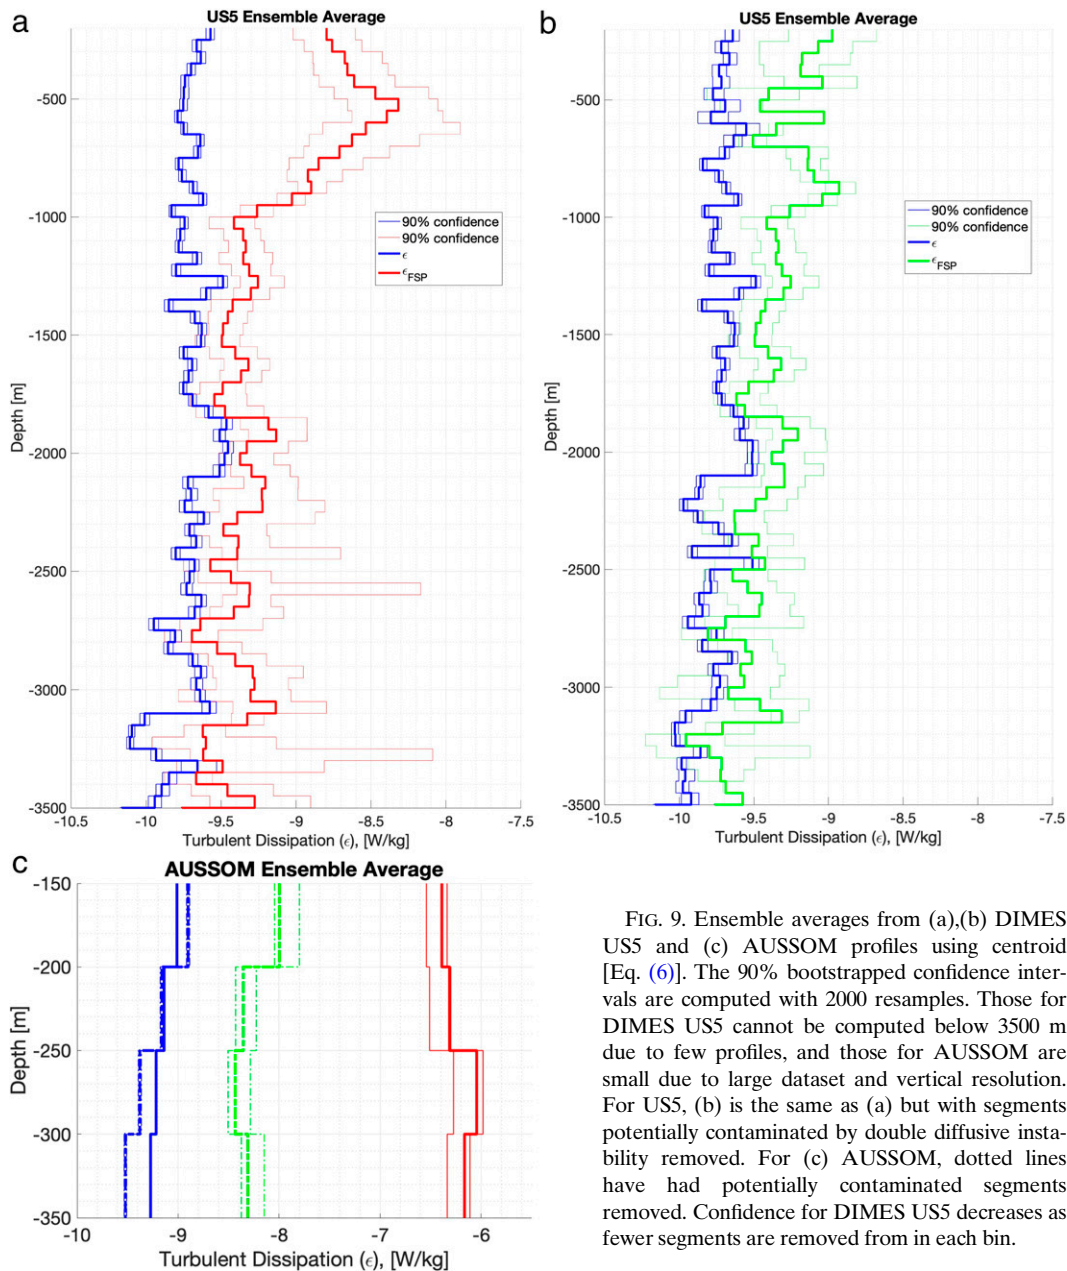 a
US5 Ensemble Average
-500
-1000
-1500
-2000
-2500
-3000
-3500
Depth [m]
90% confidence
90% confidence
ϵ
ϵFSP
-10.5
-10
-9.5
-9
-8.5
-8
-7.5
Turbulent Dissipation (ϵ), [W/kg]
b
US5 Ensemble Average
-500
-1000
-1500
-2000
-2500
-3000
-3500
Depth [m]
90% confidence
90% confidence
ϵ
ϵFSP
-10.5
-10
-9.5
-9
-8.5
-8
-7.5
Turbulent Dissipation (ϵ), [W/kg]
c
AUSSOM Ensemble Average
-150
-200
-250
-300
-350
Depth [m]
-10
-9
-8
-7
-6
Turbulent Dissipation (ϵ), [W/kg]
FIG. 9. Ensemble averages from (a),(b) DIMES
US5 and (c) AUSSOM profiles using centroid
[Eq. (6)]. The 90% bootstrapped confidence inter-
vals are computed with 2000 resamples. Those for
DIMES US5 cannot be computed below 3500 m
due to few profiles, and those for AUSSOM are
small due to large dataset and vertical resolution.
For US5, (b) is the same as (a) but with segments
potentially contaminated by double diffusive insta-
bility removed. For (c) AUSSOM, dotted lines
have had potentially contaminated segments
removed. Confidence for DIMES US5 decreases as
fewer segments are removed from in each bin.